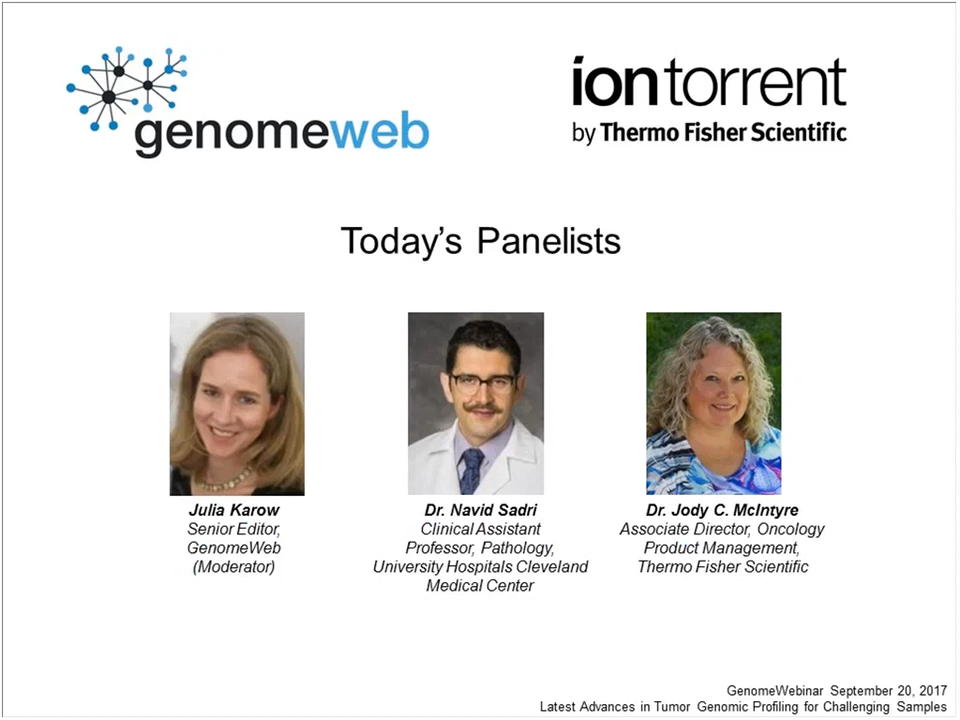 genomeweb
iontorrent
by Thermo Fisher Scientific
Today's Panelists
Julia Karow
Senior Editor,
GenomeWeb
(Moderator)
Dr. Navid Sadri
Clinical Assistant
Professor, Pathology,
University Hospitals Cleveland
Medical Center
Dr. Jody C. McIntyre
Associate Director, Oncology
Product Management,
Thermo Fisher Scientific
GenomeWebinar September 20, 2017
Latest Advances in Tumor Genomic Profiling for Challenging Samples